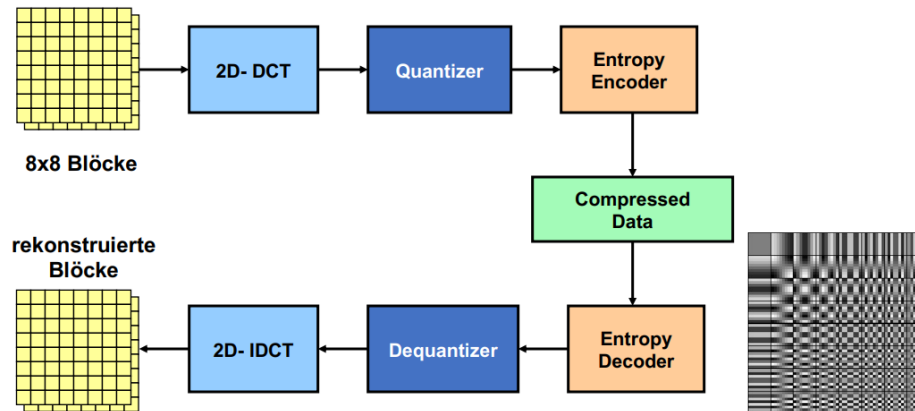 2D- DCT
Quantizer
Entropy
Encoder
8x8 Blöcke
Compressed
Data
rekonstruierte
Blöcke
2D- IDCT
Dequantizer
Entropy
Decoder